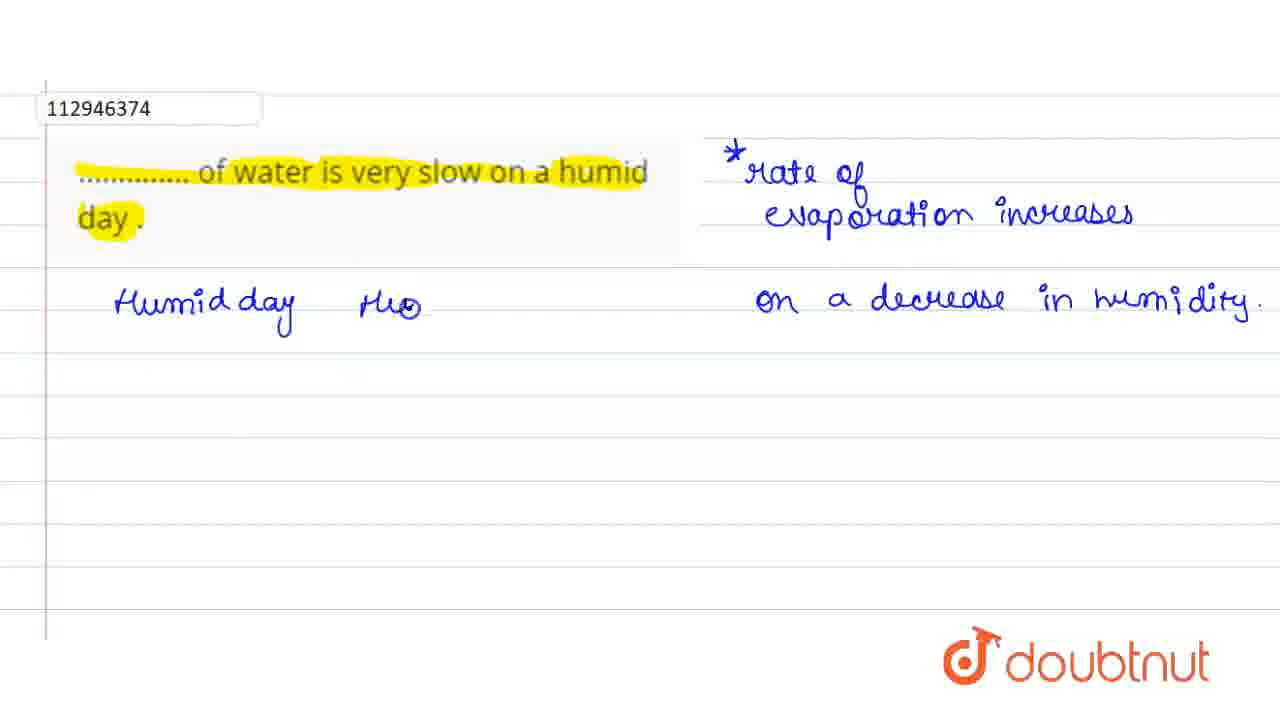 112946374
............... of water is very slow on a humid
day .
* rate of
evaporation increases
on a decrease in humidity.
Humid day
doubtnut